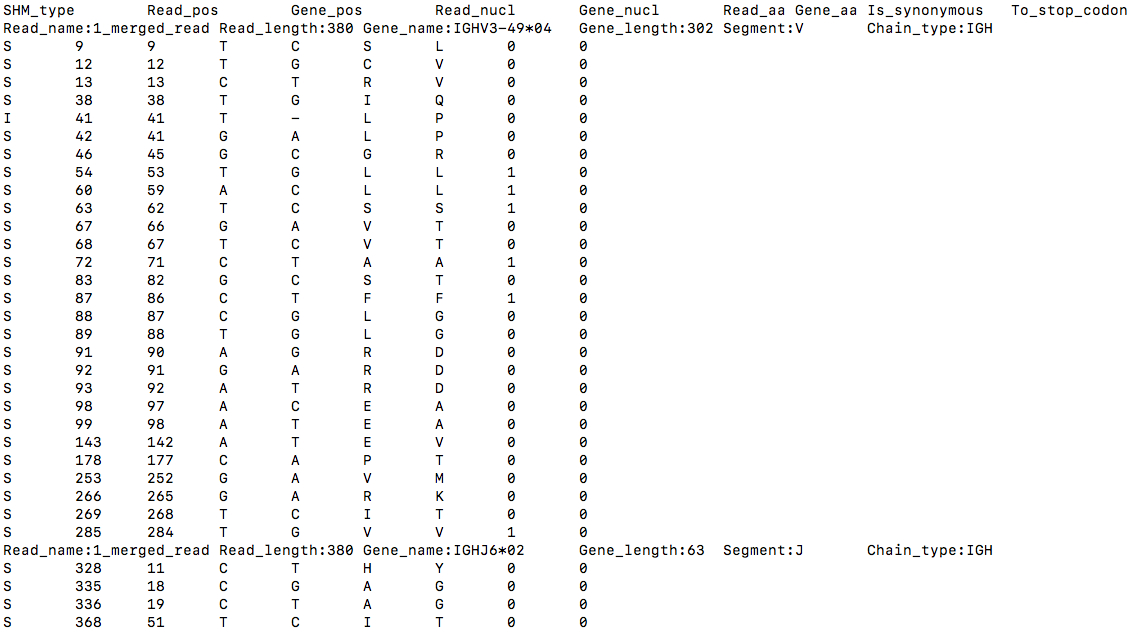 SHM_type Read_pos Gene_pos Read_nucl Gene_nucl Read_aa Gene_aa Is_synonymous To_stop_codon
Read_name:1_merged_read Read_length:380 Gene_name:IGHV3-49*04 Gene_length:302 Segment:V Chain_type:IGH
S 9 9 T C S L 0 0
S 12 12 T G C V 0 0
S 13 13 C T R V 0 0
S 38 38 T G I Q 0 0
I 41 41 T - L P 0 0
S 42 41 G A L P 0 0
S 46 45 G C G R 0 0
S 54 53 T G L L 1 0
S 60 59 A C L L 1 0
S 63 62 T C S S 1 0
S 67 66 G A V T 0 0
S 68 67 T C V T 0 0
S 72 71 C T A A 1 0
S 83 82 G C S T 0 0
S 87 86 C T F F 1 0
S 88 87 C G L G 0 0
S 89 88 T G L G 0 0
S 91 90 A G R D 0 0
S 92 91 G A R D 0 0
S 93 92 A T R D 0 0
S 98 97 A C E A 0 0
S 99 98 A T E A 0 0
S 143 142 A T E V 0 0
S 178 177 C A P T 0 0
S 253 252 G A V M 0 0
S 266 265 G A R K 0 0
S 269 268 T C I T 0 0
S 285 284 T G V V 1 0
Read_name:1_merged_read Read_length:380 Gene_name:IGHJ6*02 Gene_length:63 Segment:J Chain_type:IGH
S 328 11 C T H Y 0 0
S 335 18 C G A G 0 0
S 336 19 C T A G 0 0
S 368 51 T C I T 0 0